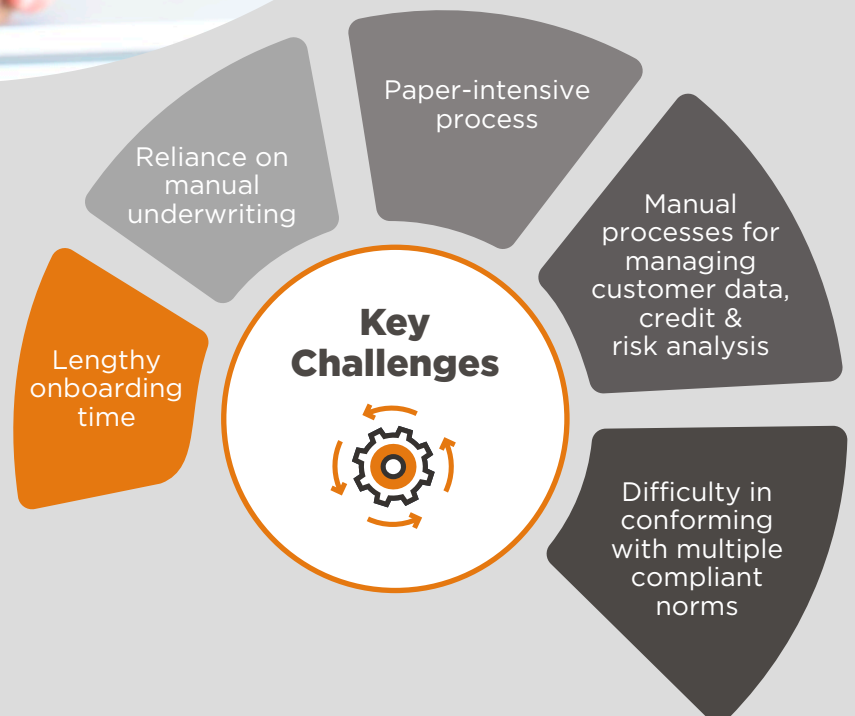 Key
Challenges
Lengthy
onboarding
time
Reliance on
manual
underwriting
Paper-intensive
process
Manual
processes for
managing
customer data,
credit &
risk analysis
Difficulty in
conforming
with multiple
compliant
norms